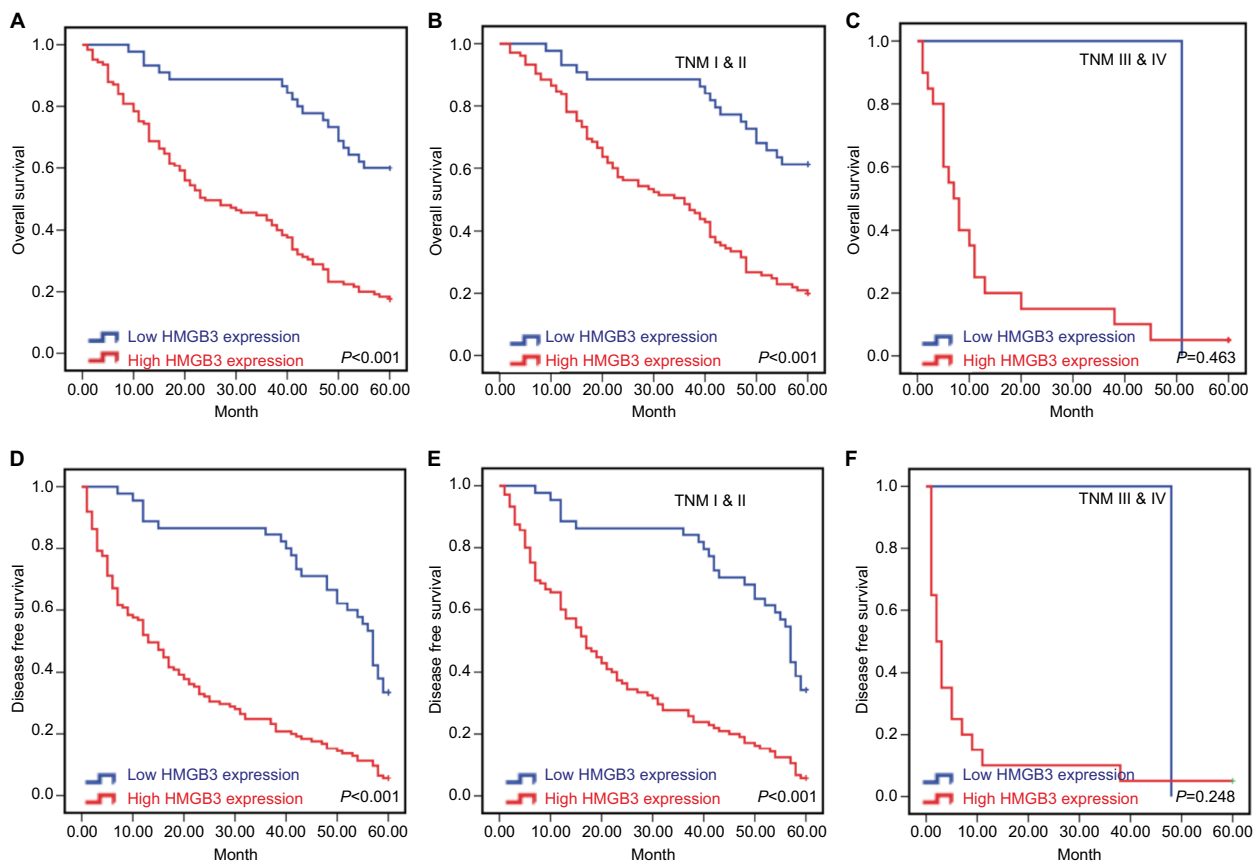 A
Overall survival
1.0
0.8
0.6
0.4
0.2
0.0
Low HMGB3 expression
High HMGB3 expression
P<0.001
0.00 10.00 20.00 30.00 40.00 50.00 60.00
Month
B
Overall survival
1.0
0.8
0.6
0.4
0.2
0.0
TNM I & II
Low HMGB3 expression
High HMGB3 expression
P<0.001
0.00 10.00 20.00 30.00 40.00 50.00 60.00
Month
C
Overall survival
1.0
0.8
0.6
0.4
0.2
0.0
TNM III & IV
Low HMGB3 expression
High HMGB3 expression
P=0.463
0.00 10.00 20.00 30.00 40.00 50.00 60.00
Month
D
Disease free survival
1.0
0.8
0.6
0.4
0.2
0.0
Low HMGB3 expression
High HMGB3 expression
P<0.001
0.00 10.00 20.00 30.00 40.00 50.00 60.00
Month
E
Disease free survival
1.0
0.8
0.6
0.4
0.2
0.0
TNM I & II
Low HMGB3 expression
High HMGB3 expression
P<0.001
0.00 10.00 20.00 30.00 40.00 50.00 60.00
Month
F
Disease free survival
1.0
0.8
0.6
0.4
0.2
0.0
TNM III & IV
Low HMGB3 expression
High HMGB3 expression
P=0.248
0.00 10.00 20.00 30.00 40.00 50.00 60.00
Month